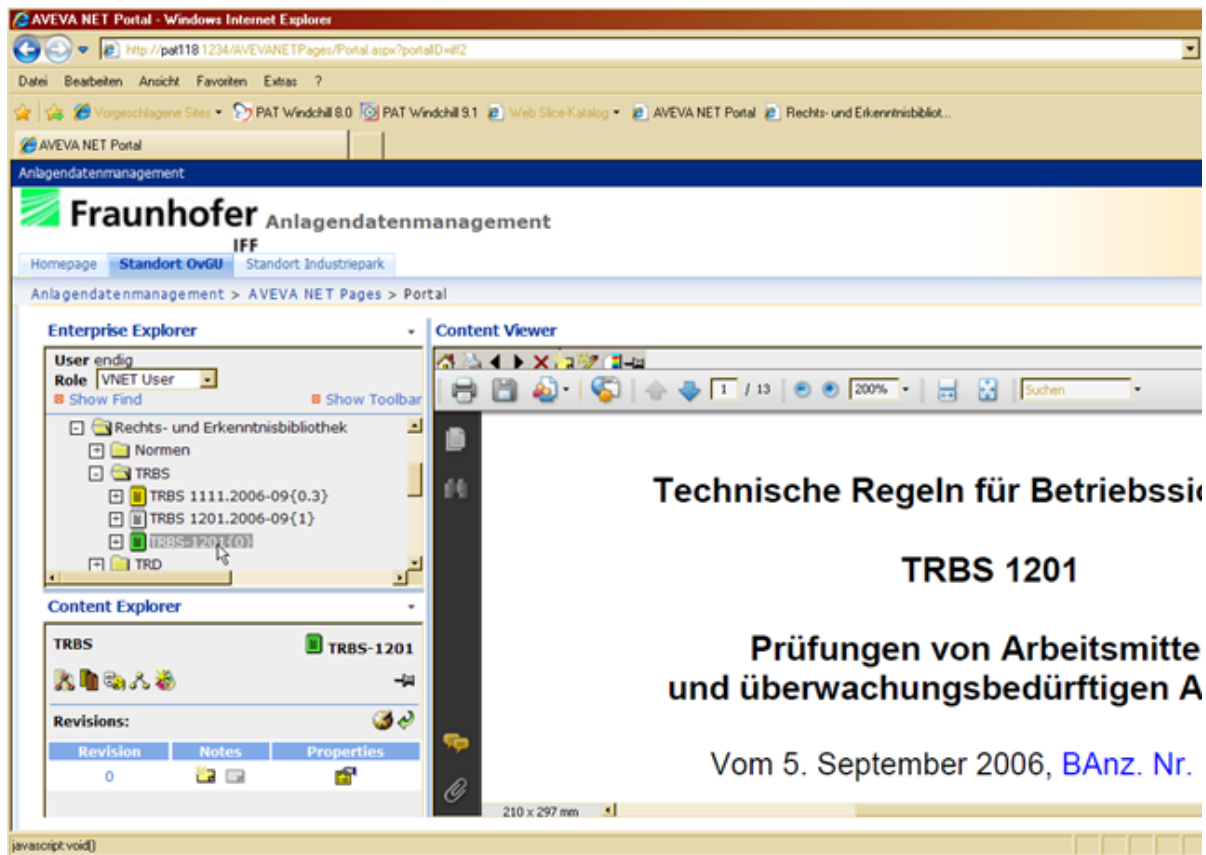 AVEVA NET Portal - Windows Internet Explorer
http://pat118:1234/AVEVANETPages/Portal.aspx?portalID=#2
Datei Bearbeiten Ansicht Favoriten Extras ?
Vorgeschlagene Sites PAT Windchill 8.0 PAT Windchill 9.1 Web Slice-Katalog AVEVA NET Portal Rechts- und Erkenntnisbibliot...
AVEVA NET Portal
Anlagendatenmanagement
Fraunhofer Anlagendatenmanagement
IFF
Homepage Standort OvGU Standort Industriepark
Anlagendatenmanagement > AVEVA NET Pages > Portal
Enterprise Explorer
User endig
Role VNET User
Show Find Show Toolbar
Rechts- und Erkenntnisbibliothek
Normen
TRBS
TRBS 1111.2006-09{0.3}
TRBS 1201.2006-09{1}
TRBS-1201{0}
TRD
Content Explorer
TRBS TRBS-1201
Revisions:
Revision Notes Properties
0
Content Viewer
1 / 13 200% Suchen
Technische Regeln für Betriebssic
TRBS 1201
Prüfungen von Arbeitsmitte
und überwachungsbedürftigen A
Vom 5. September 2006, BAnz. Nr.
210 x 297 mm
javascript:void()